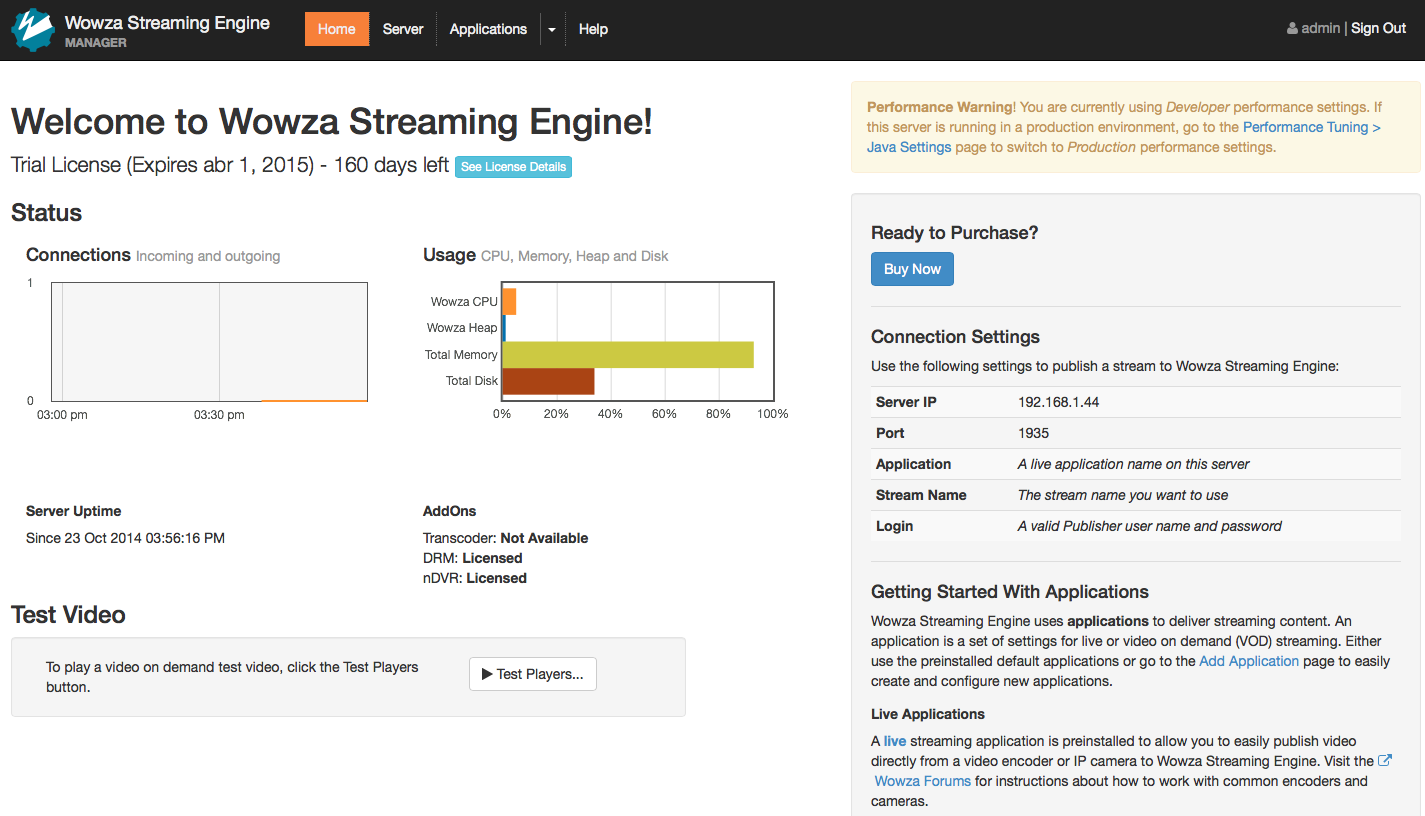 Wowza Streaming Engine
MANAGER
Home
Server
Applications
Help
admin | Sign Out
Welcome to Wowza Streaming Engine!
Trial License (Expires abr 1, 2015) - 160 days left See License Details
Status
Connections Incoming and outgoing
1
0
03:00 pm
03:30 pm
Usage CPU, Memory, Heap and Disk
Wowza CPU
Wowza Heap
Total Memory
Total Disk
0%
20%
40%
60%
80%
100%
Server Uptime
Since 23 Oct 2014 03:56:16 PM
AddOns
Transcoder: Not Available
DRM: Licensed
nDVR: Licensed
Test Video
To play a video on demand test video, click the Test Players
button.
Test Players...
Performance Warning! You are currently using Developer performance settings. If
this server is running in a production environment, go to the Performance Tuning >
Java Settings page to switch to Production performance settings.
Ready to Purchase?
Buy Now
Connection Settings
Use the following settings to publish a stream to Wowza Streaming Engine:
Server IP 192.168.1.44
Port 1935
Application A live application name on this server
Stream Name The stream name you want to use
Login A valid Publisher user name and password
Getting Started With Applications
Wowza Streaming Engine uses applications to deliver streaming content. An
application is a set of settings for live or video on demand (VOD) streaming. Either
use the preinstalled default applications or go to the Add Application page to easily
create and configure new applications.
Live Applications
A live streaming application is preinstalled to allow you to easily publish video
directly from a video encoder or IP camera to Wowza Streaming Engine. Visit the
Wowza Forums for instructions about how to work with common encoders and
cameras.